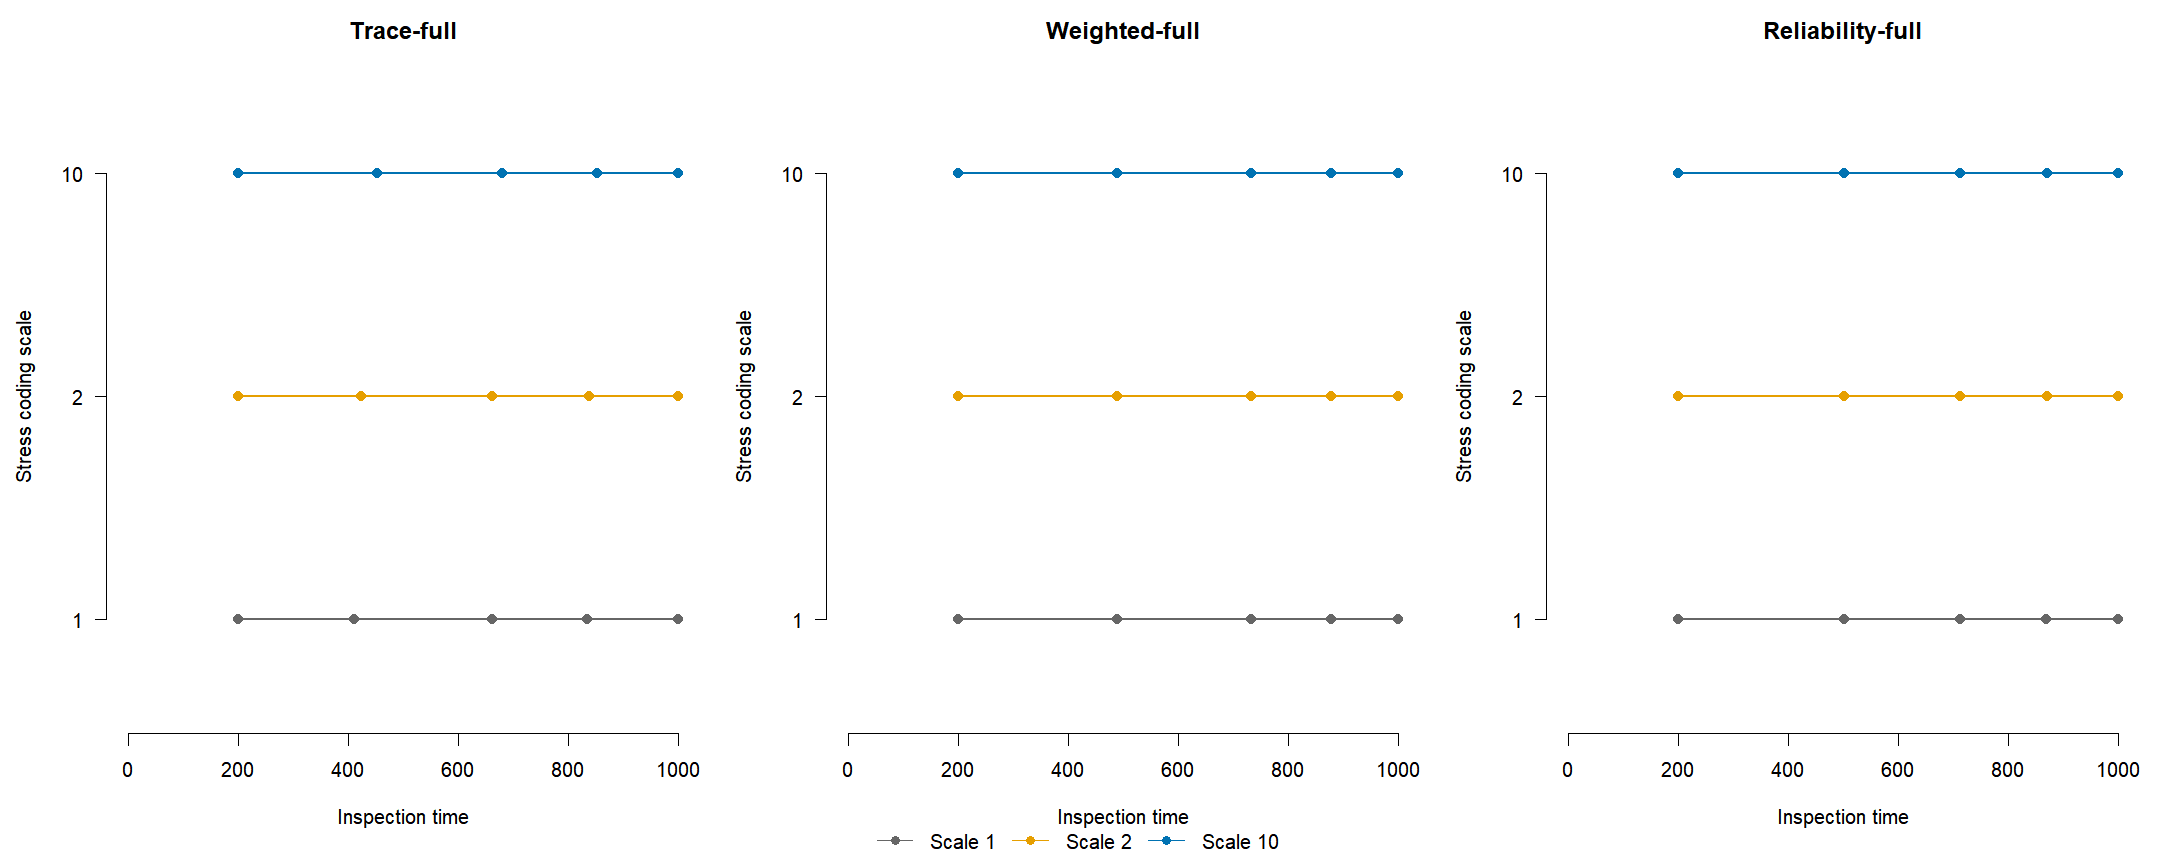 Trace-full
Stress coding scale
10
2
1
0 200 400 600 800 1000
Inspection time
Weighted-full
Stress coding scale
10
2
1
0 200 400 600 800 1000
Inspection time
Reliability-full
Stress coding scale
10
2
1
0 200 400 600 800 1000
Inspection time
Scale 1 Scale 2 Scale 10